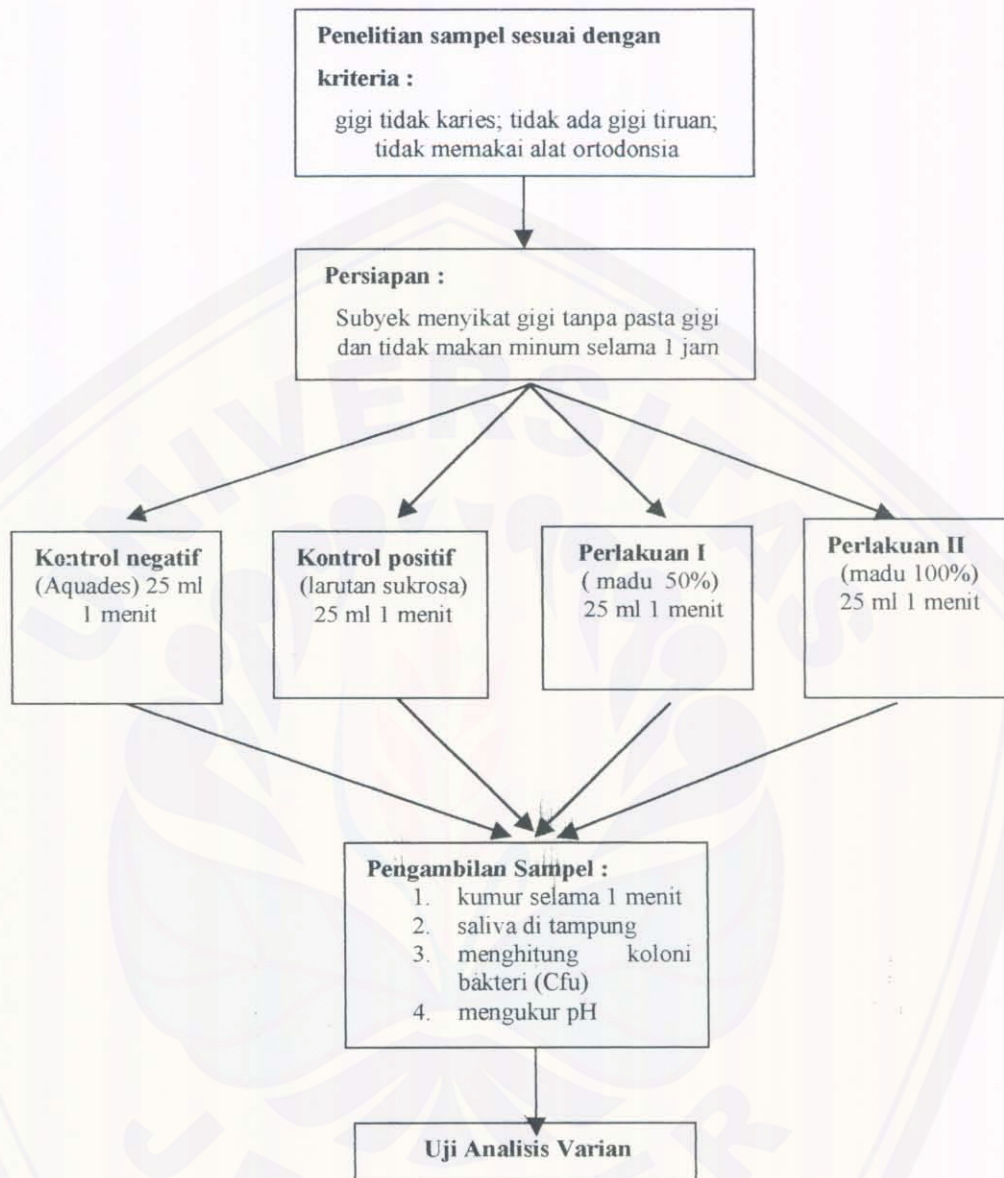 Penelitian sampel sesuai dengan
kriteria :
gigi tidak karies; tidak ada gigi tiruan;
tidak memakai alat ortodonsia
Persiapan :
Subyek menyikat gigi tanpa pasta gigi
dan tidak makan minum selama 1 jam
Kontrol negatif
(Aquades) 25 ml
1 menit
Kontrol positif
(larutan sukrosa)
25 ml 1 menit
Perlakuan I
( madu 50%)
25 ml 1 menit
Perlakuan II
(madu 100%)
25 ml 1 menit
Pengambilan Sampel :
1. kumur selama 1 menit
2. saliva di tampung
3. menghitung koloni
bakteri (Cfu)
4. mengukur pH
Uji Analisis Varian
UNIVERSITAS
JEMBER